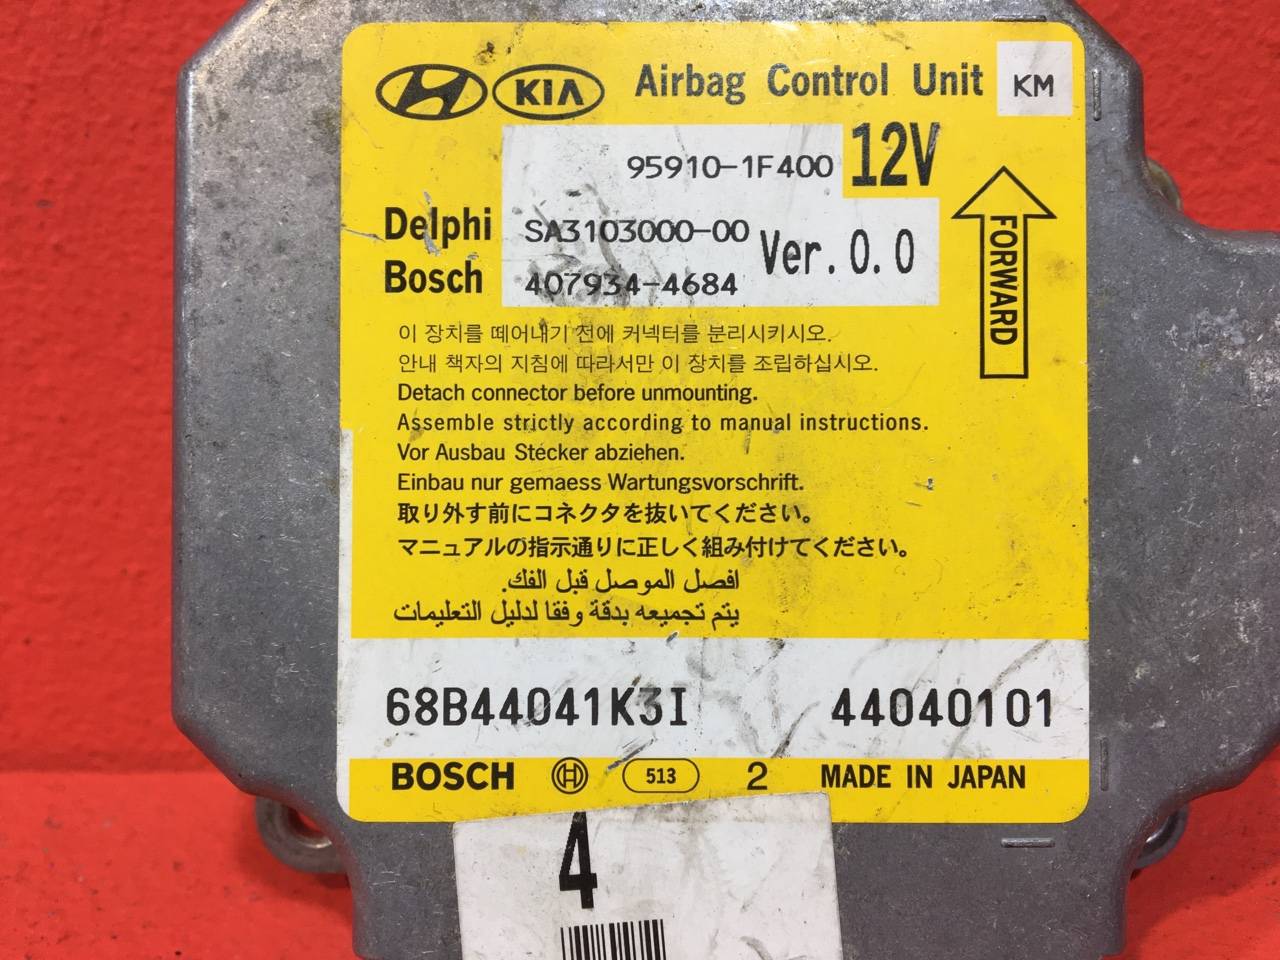 KIA Airbag Control Unit KM
95910-1F400 12V
Delphi SA3103000-00 Ver.0.0
Bosch 407934-4684
FORWARD
이 장치를 떼어내기 전에 커넥터를 분리시키시오.
안내 책자의 지침에 따라서만 이 장치를 조립하십시오.
Detach connector before unmounting.
Assemble strictly according to manual instructions.
Vor Ausbau Stecker abziehen.
Einbau nur gemaess Wartungsvorschrift.
取り外す前にコネクタを抜いてください。
マニュアルの指示通りに正しく組み付けてください。
افصل الموصل قبل الفك.
يتم تجميعه بدقة وفقا لدليل التعليمات
68B44041K3I 44040101
BOSCH 513 2 MADE IN JAPAN
4